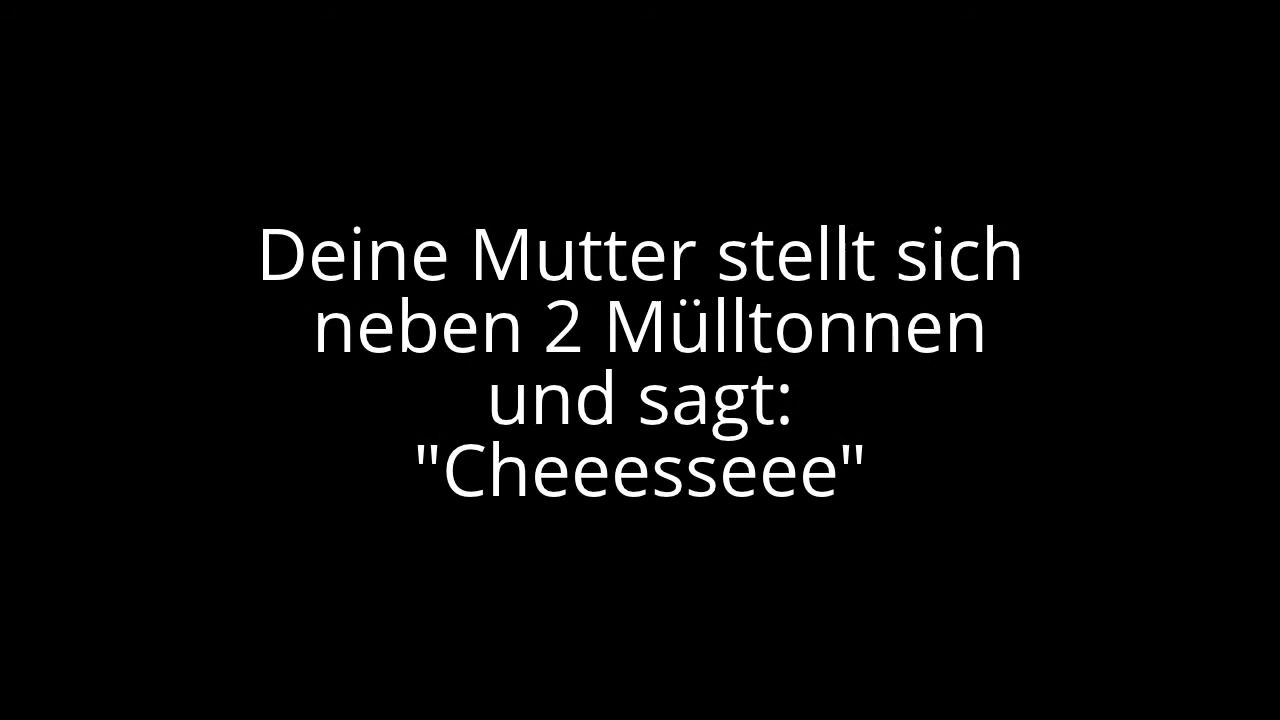 Deine Mutter stellt sich
neben 2 Mülltonnen
und sagt:
"Cheeesseee"